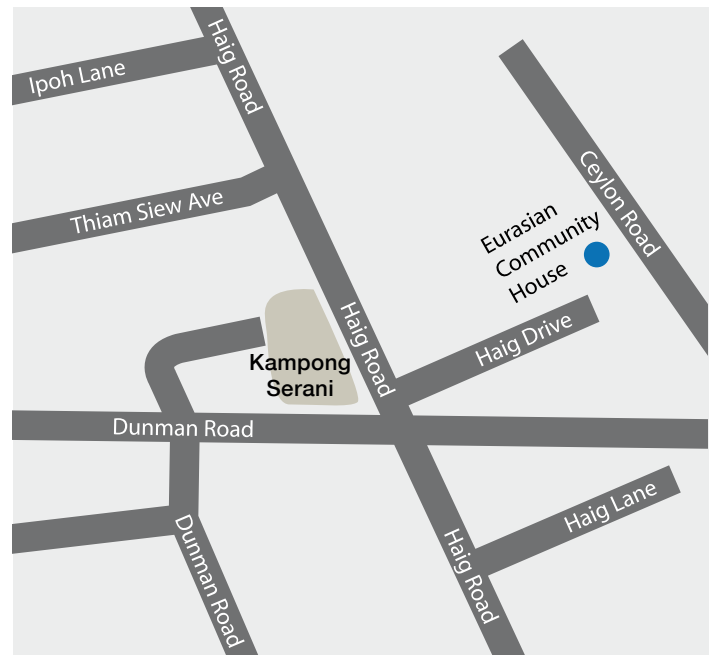 Haig Road
Ipoh Lane
Ceylon Road
Thiam Siew Ave
Eurasian
Community
House
Haig Road
Haig Drive
Kampong
Serani
Dunman Road
Haig Lane
Dunman Road
Haig Road